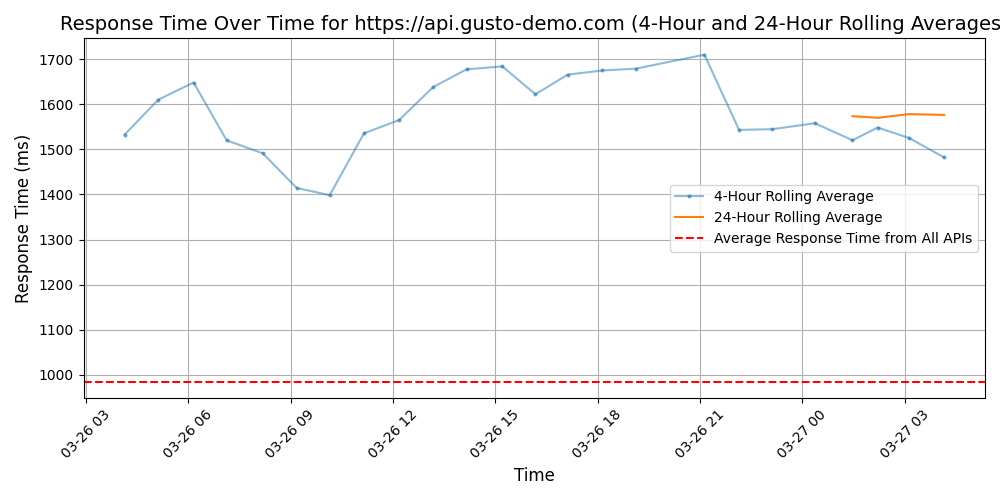 Response Time Over Time for https://api.gusto-demo.com (4-Hour and 24-Hour Rolling Averages
Response Time (ms)
1700
1600
1500
1400
1300
1200
1100
1000
4-Hour Rolling Average
24-Hour Rolling Average
Average Response Time from All APIs
03-26 03
03-26 06
03-26 09
03-26 12
03-26 15
03-26 18
03-26 21
03-27 00
03-27 03
Time